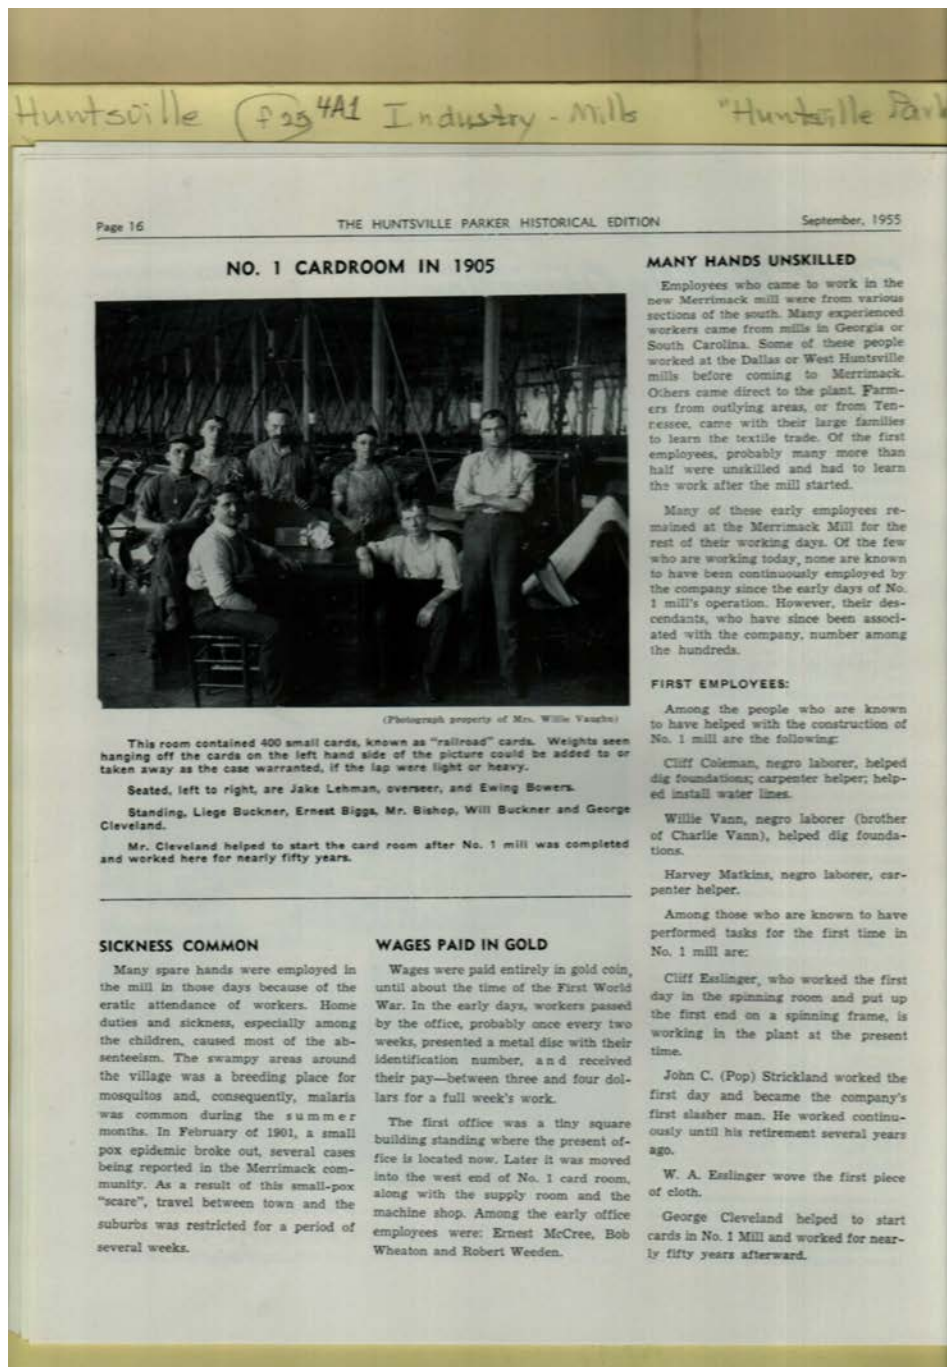 Huntsville f 25 4A1 Industry - Mills "Huntsville Park
Page 16 THE HUNTSVILLE PARKER HISTORICAL EDITION September, 1955
NO. 1 CARDROOM IN 1905
(Photograph property of Mrs. Willie Vaughn)
This room contained 400 small cards, known as "railroad" cards. Weights seen
hanging off the cards on the left hand side of the picture could be added to or
taken away as the case warranted, if the lap were light or heavy.
Seated, left to right, are Jake Lehman, overseer, and Ewing Bowers.
Standing, Liege Buckner, Ernest Biggs, Mr. Bishop, Will Buckner and George
Cleveland.
Mr. Cleveland helped to start the card room after No. 1 mill was completed
and worked here for nearly fifty years.
SICKNESS COMMON
Many spare hands were employed in
the mill in those days because of the
eratic attendance of workers. Home
duties and sickness, especially among
the children, caused most of the ab-
senteeism. The swampy areas around
the village was a breeding place for
mosquitos and, consequently, malaria
was common during the summer
months. In February of 1901, a small
pox epidemic broke out, several cases
being reported in the Merrimack com-
munity. As a result of this small-pox
"scare", travel between town and the
suburbs was restricted for a period of
several weeks.
WAGES PAID IN GOLD
Wages were paid entirely in gold coin,
until about the time of the First World
War. In the early days, workers passed
by the office, probably once every two
weeks, presented a metal disc with their
identification number, and received
their pay—between three and four dol-
lars for a full week's work.
The first office was a tiny square
building standing where the present of-
fice is located now. Later it was moved
into the west end of No. 1 card room,
along with the supply room and the
machine shop. Among the early office
employees were: Ernest McCree, Bob
Wheaton and Robert Weeden.
MANY HANDS UNSKILLED
Employees who came to work in the
new Merrimack mill were from various
sections of the south. Many experienced
workers came from mills in Georgia or
South Carolina. Some of these people
worked at the Dallas or West Huntsville
mills before coming to Merrimack.
Others came direct to the plant. Farm-
ers from outlying areas, or from Ten-
nessee, came with their large families
to learn the textile trade. Of the first
employees, probably many more than
half were unskilled and had to learn
the work after the mill started.
Many of these early employees re-
mained at the Merrimack Mill for the
rest of their working days. Of the few
who are working today, none are known
to have been continuously employed by
the company since the early days of No.
1 mill's operation. However, their des-
cendants, who have since been associ-
ated with the company, number among
the hundreds.
FIRST EMPLOYEES:
Among the people who are known
to have helped with the construction of
No. 1 mill are the following:
Cliff Coleman, negro laborer, helped
dig foundations; carpenter helper; help-
ed install water lines.
Willie Vann, negro laborer (brother
of Charlie Vann), helped dig founda-
tions.
Harvey Matkins, negro laborer, car-
penter helper.
Among those who are known to have
performed tasks for the first time in
No. 1 mill are:
Cliff Esslinger, who worked the first
day in the spinning room and put up
the first end on a spinning frame, is
working in the plant at the present
time.
John C. (Pop) Strickland worked the
first day and became the company's
first slasher man. He worked continu-
ously until his retirement several years
ago.
W. A. Esslinger wove the first piece
of cloth.
George Cleveland helped to start
cards in No. 1 Mill and worked for near-
ly fifty years afterward.